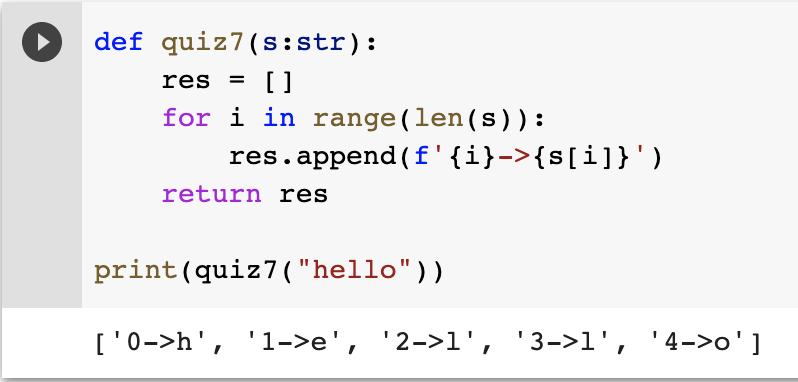 def quiz7(s:str):
    res = []
    for i in range(len(s)):
        res.append(f'{i}->{s[i]}')
    return res

print(quiz7("hello"))
['0->h', '1->e', '2->l', '3->l', '4->o']